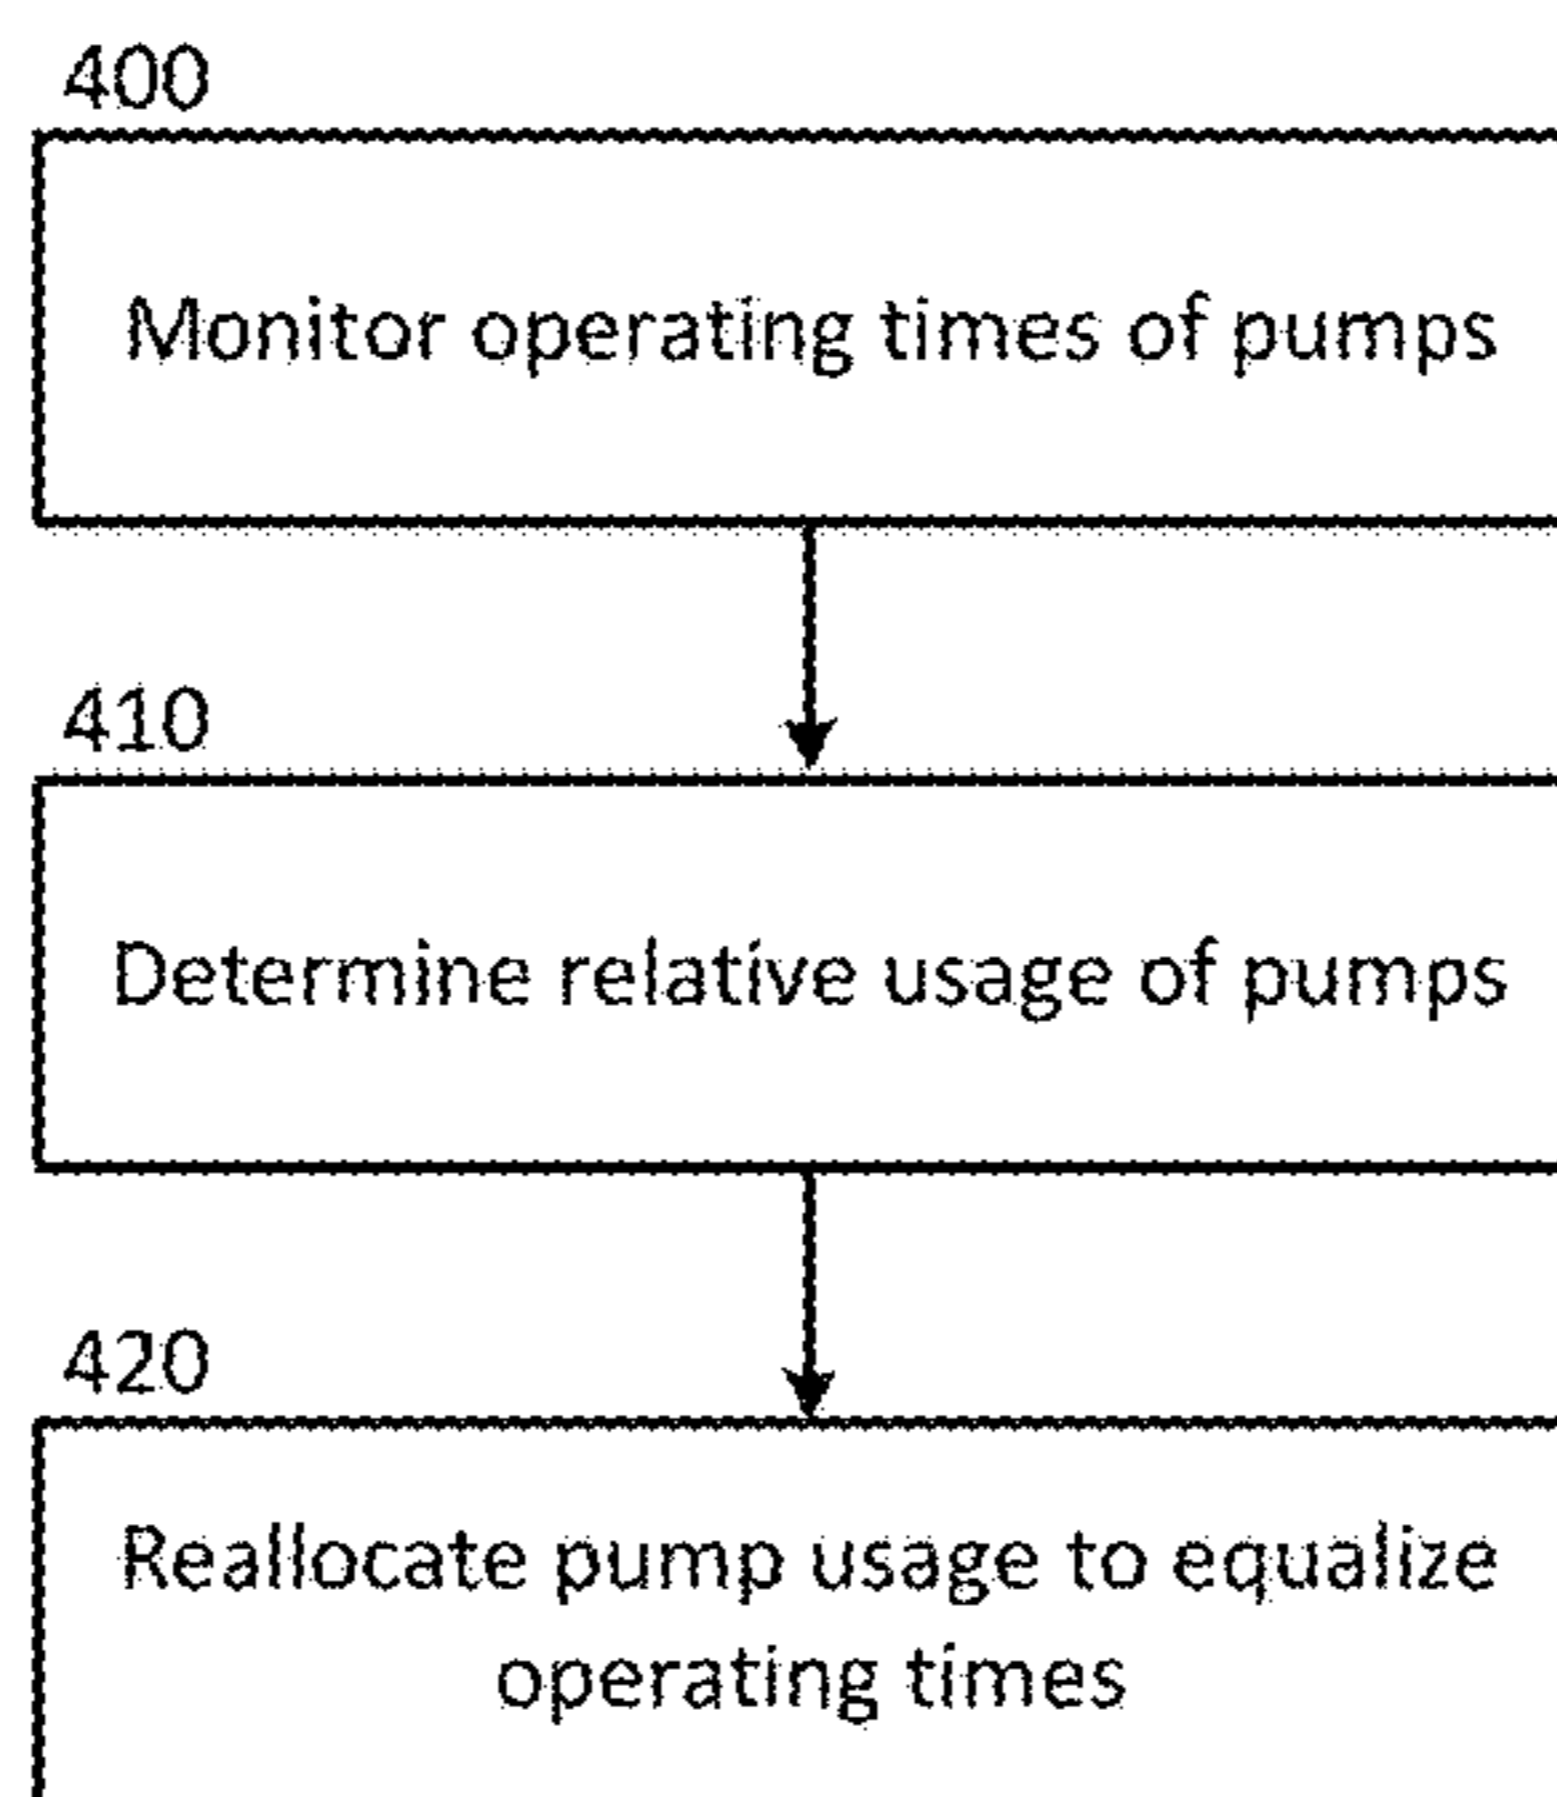 400
Monitor operating times of pumps
410
Determine relative usage of pumps
420
Reallocate pump usage to equalize
operating times